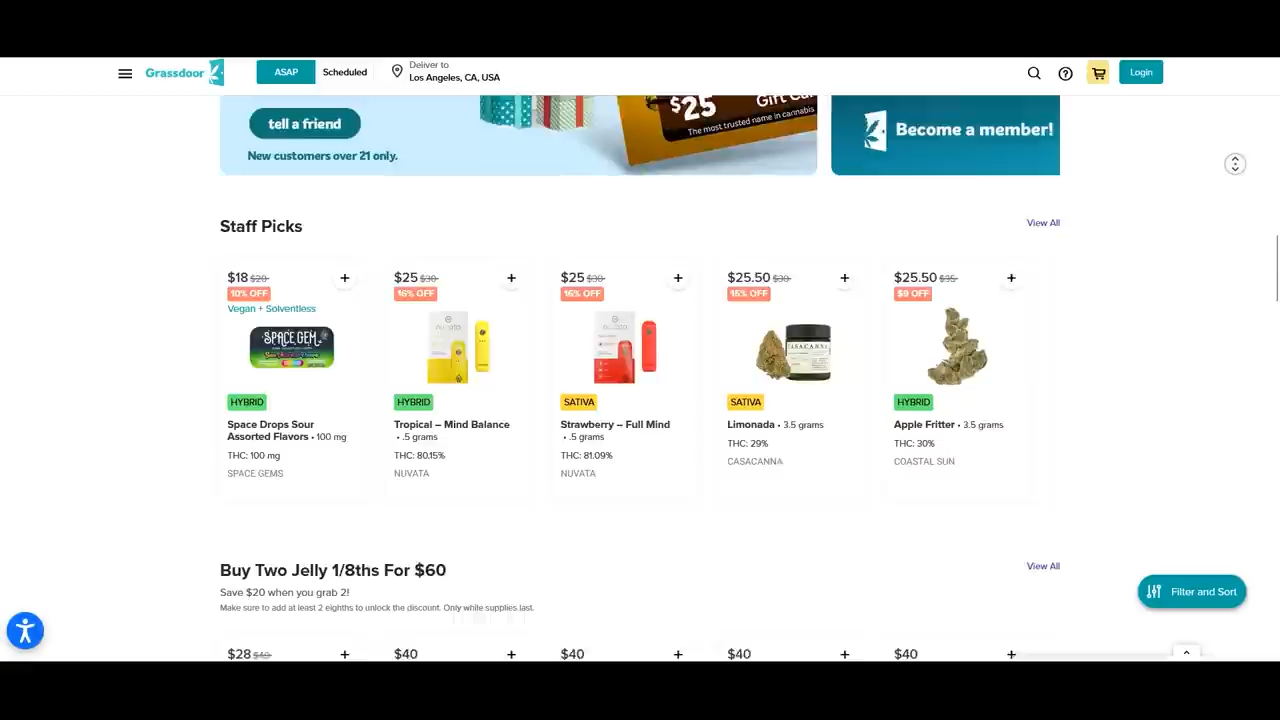 Grassdoor
ASAP
Scheduled
Deliver to
Los Angeles, CA, USA
Login
tell a friend
New customers over 21 only.
$25
Gift Ca
The most trusted name in cannabis
Become a member!
Staff Picks
View All
$18 $20
10% OFF
Vegan + Solventless
SPACE GEM
HYBRID
Space Drops Sour
Assorted Flavors • 100 mg
THC: 100 mg
SPACE GEMS
$25 $30
16% OFF
HYBRID
Tropical – Mind Balance
• .5 grams
THC: 80.15%
NUVATA
$25 $30
16% OFF
SATIVA
Strawberry – Full Mind
• .5 grams
THC: 81.09%
NUVATA
$25.50 $30
15% OFF
CASACANNA
SATIVA
Limonada • 3.5 grams
THC: 29%
CASACANNA
$25.50 $35
$9 OFF
HYBRID
Apple Fritter • 3.5 grams
THC: 30%
COASTAL SUN
Buy Two Jelly 1/8ths For $60
View All
Save $20 when you grab 2!
Make sure to add at least 2 eighths to unlock the discount. Only while supplies last.
Filter and Sort
$28 $40
$40
$40
$40
$40